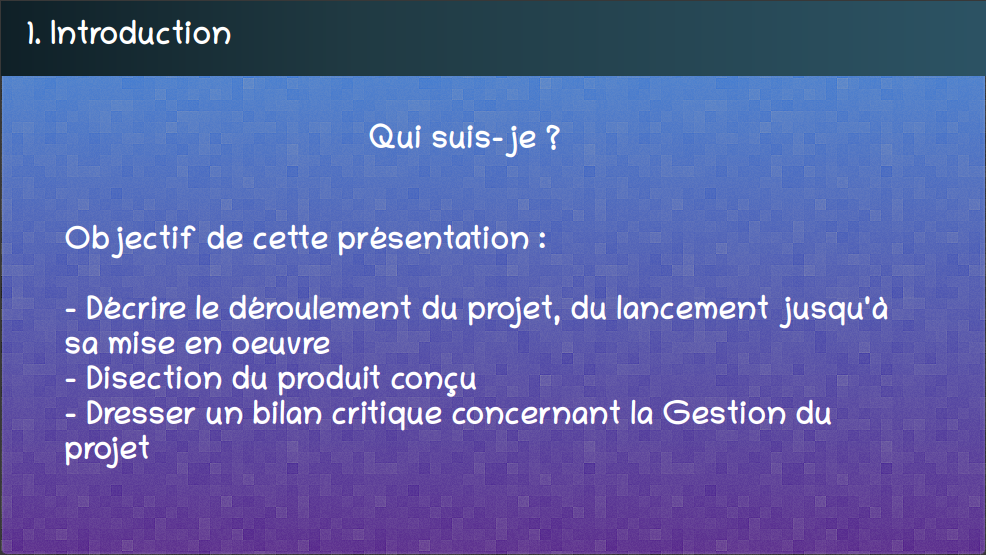 1. Introduction
Qui suis-je ?
Objectif de cette présentation :
- Décrire le déroulement du projet, du lancement jusqu'à
sa mise en oeuvre
- Disection du produit conçu
- Dresser un bilan critique concernant la Gestion du
projet